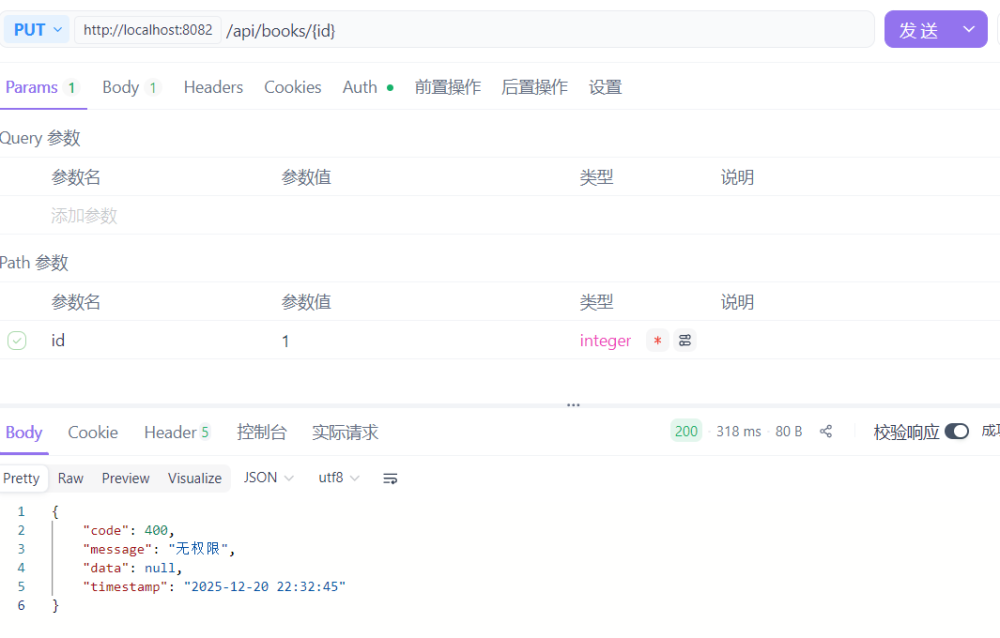 PUT http://localhost:8082 /api/books/{id} 发送
Params 1 Body 1 Headers Cookies Auth 前置操作 后置操作 设置
Query 参数
参数名 参数值 类型 说明
添加参数
Path 参数
参数名 参数值 类型 说明
id 1 integer *
Body Cookie Header 5 控制台 实际请求 200 · 318 ms · 80 B 校验响应
Pretty Raw Preview Visualize JSON utf8
1 {
2 "code": 400,
3 "message": "无权限",
4 "data": null,
5 "timestamp": "2025-12-20 22:32:45"
6 }